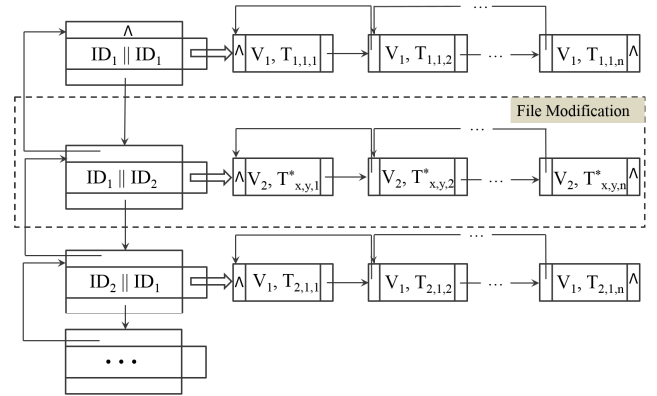 ...
Λ
ID₁ || ID₁ Λ V₁, T₁,₁,₁ V₁, T₁,₁,₂ ... V₁, T₁,₁,ₙ Λ
File Modification
...
ID₁ || ID₂ Λ V₂, T*ₓ,ᵧ,₁ V₂, T*ₓ,ᵧ,₂ ... V₂, T*ₓ,ᵧ,ₙ Λ
...
ID₂ || ID₁ Λ V₁, T₂,₁,₁ V₁, T₂,₁,₂ ... V₁, T₂,₁,ₙ Λ
• • •